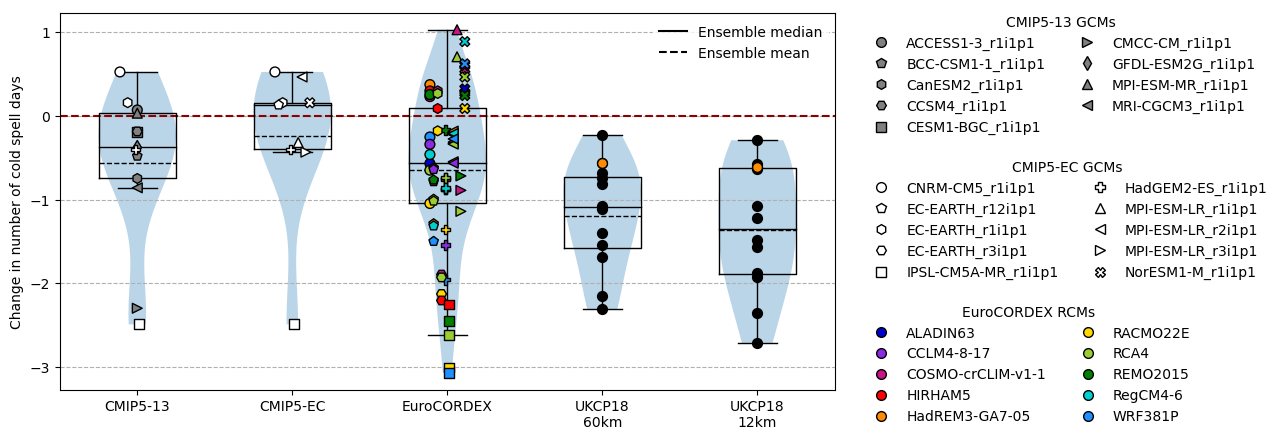 Change in number of cold spell days
1
0
−1
−2
−3
Ensemble median
Ensemble mean
CMIP5-13
CMIP5-EC
EuroCORDEX
UKCP18
60km
UKCP18
12km
CMIP5-13 GCMs
ACCESS1-3_r1i1p1
BCC-CSM1-1_r1i1p1
CanESM2_r1i1p1
CCSM4_r1i1p1
CESM1-BGC_r1i1p1
CMCC-CM_r1i1p1
GFDL-ESM2G_r1i1p1
MPI-ESM-MR_r1i1p1
MRI-CGCM3_r1i1p1
CMIP5-EC GCMs
CNRM-CM5_r1i1p1
EC-EARTH_r12i1p1
EC-EARTH_r1i1p1
EC-EARTH_r3i1p1
IPSL-CM5A-MR_r1i1p1
HadGEM2-ES_r1i1p1
MPI-ESM-LR_r1i1p1
MPI-ESM-LR_r2i1p1
MPI-ESM-LR_r3i1p1
NorESM1-M_r1i1p1
EuroCORDEX RCMs
ALADIN63
CCLM4-8-17
COSMO-crCLIM-v1-1
HIRHAM5
HadREM3-GA7-05
RACMO22E
RCA4
REMO2015
RegCM4-6
WRF381P